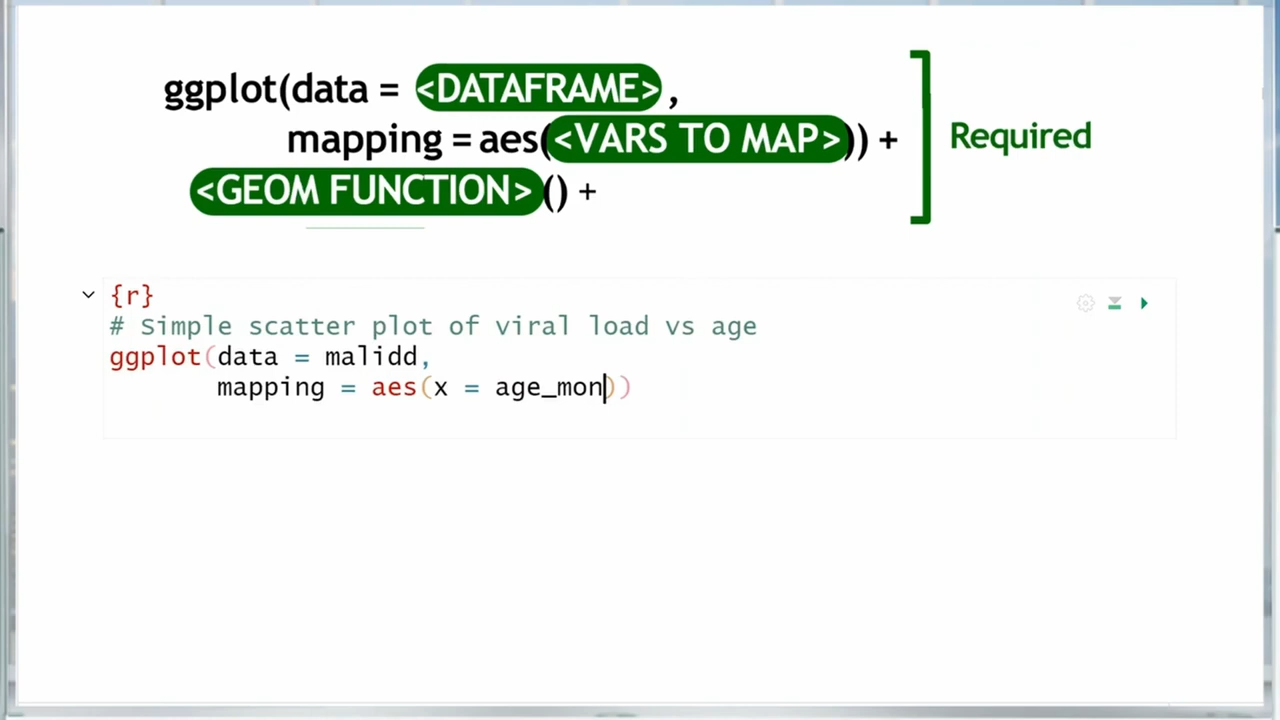 ggplot(data = <DATAFRAME>,
mapping = aes(<VARS TO MAP>)) +
<GEOM FUNCTION>() +
Required
{r}
# Simple scatter plot of viral load vs age
ggplot(data = malidd,
mapping = aes(x = age_mon))